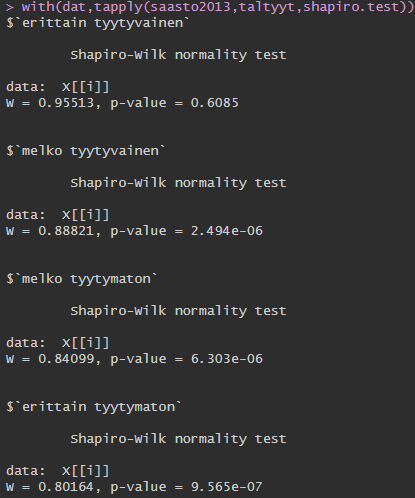 > with(dat,tapply(saasto2013,taltyyt,shapiro.test))
$`erittain tyytyvainen`
Shapiro-Wilk normality test
data:  X[[i]]
W = 0.95513, p-value = 0.6085
$`melko tyytyvainen`
Shapiro-Wilk normality test
data:  X[[i]]
W = 0.88821, p-value = 2.494e-06
$`melko tyytymaton`
Shapiro-Wilk normality test
data:  X[[i]]
W = 0.84099, p-value = 6.303e-06
$`erittain tyytymaton`
Shapiro-Wilk normality test
data:  X[[i]]
W = 0.80164, p-value = 9.565e-07